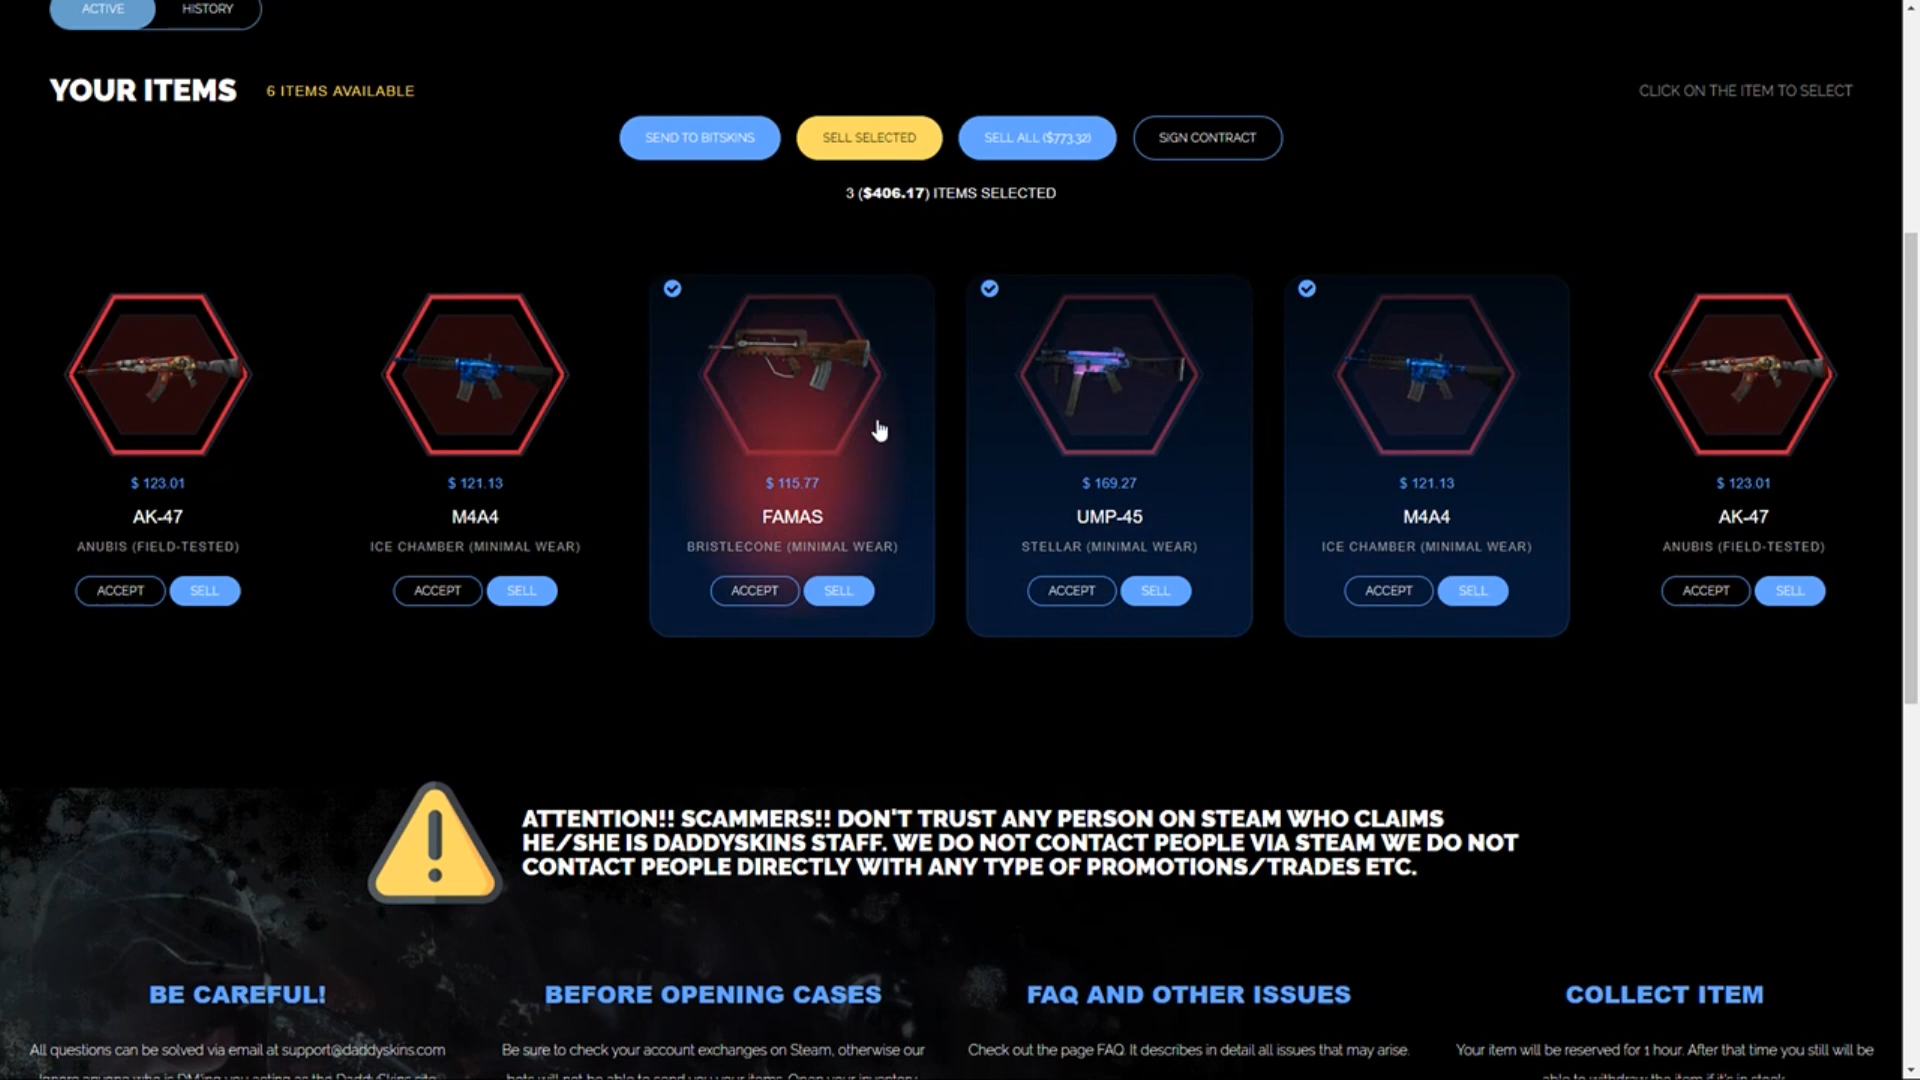 ACTIVE HISTORY
YOUR ITEMS 6 ITEMS AVAILABLE CLICK ON THE ITEM TO SELECT
SEND TO BITSKINS SELL SELECTED SELL ALL ($773.32) SIGN CONTRACT
3 ($406.17) ITEMS SELECTED
$ 123.01 $ 121.13 $ 115.77 $ 169.27 $ 121.13 $ 123.01
AK-47 M4A4 FAMAS UMP-45 M4A4 AK-47
ANUBIS (FIELD-TESTED) ICE CHAMBER (MINIMAL WEAR) BRISTLECONE (MINIMAL WEAR) STELLAR (MINIMAL WEAR) ICE CHAMBER (MINIMAL WEAR) ANUBIS (FIELD-TESTED)
ACCEPT SELL ACCEPT SELL ACCEPT SELL ACCEPT SELL ACCEPT SELL ACCEPT SELL
ATTENTION!! SCAMMERS!! DON'T TRUST ANY PERSON ON STEAM WHO CLAIMS
HE/SHE IS DADDYSKINS STAFF. WE DO NOT CONTACT PEOPLE VIA STEAM WE DO NOT
CONTACT PEOPLE DIRECTLY WITH ANY TYPE OF PROMOTIONS/TRADES ETC.
BE CAREFUL! BEFORE OPENING CASES FAQ AND OTHER ISSUES COLLECT ITEM
All questions can be solved via email at support@daddyskins.com Be sure to check your account exchanges on Steam, otherwise our Check out the page FAQ. It describes in detail all issues that may arise. Your item will be reserved for 1 hour. After that time you still will be